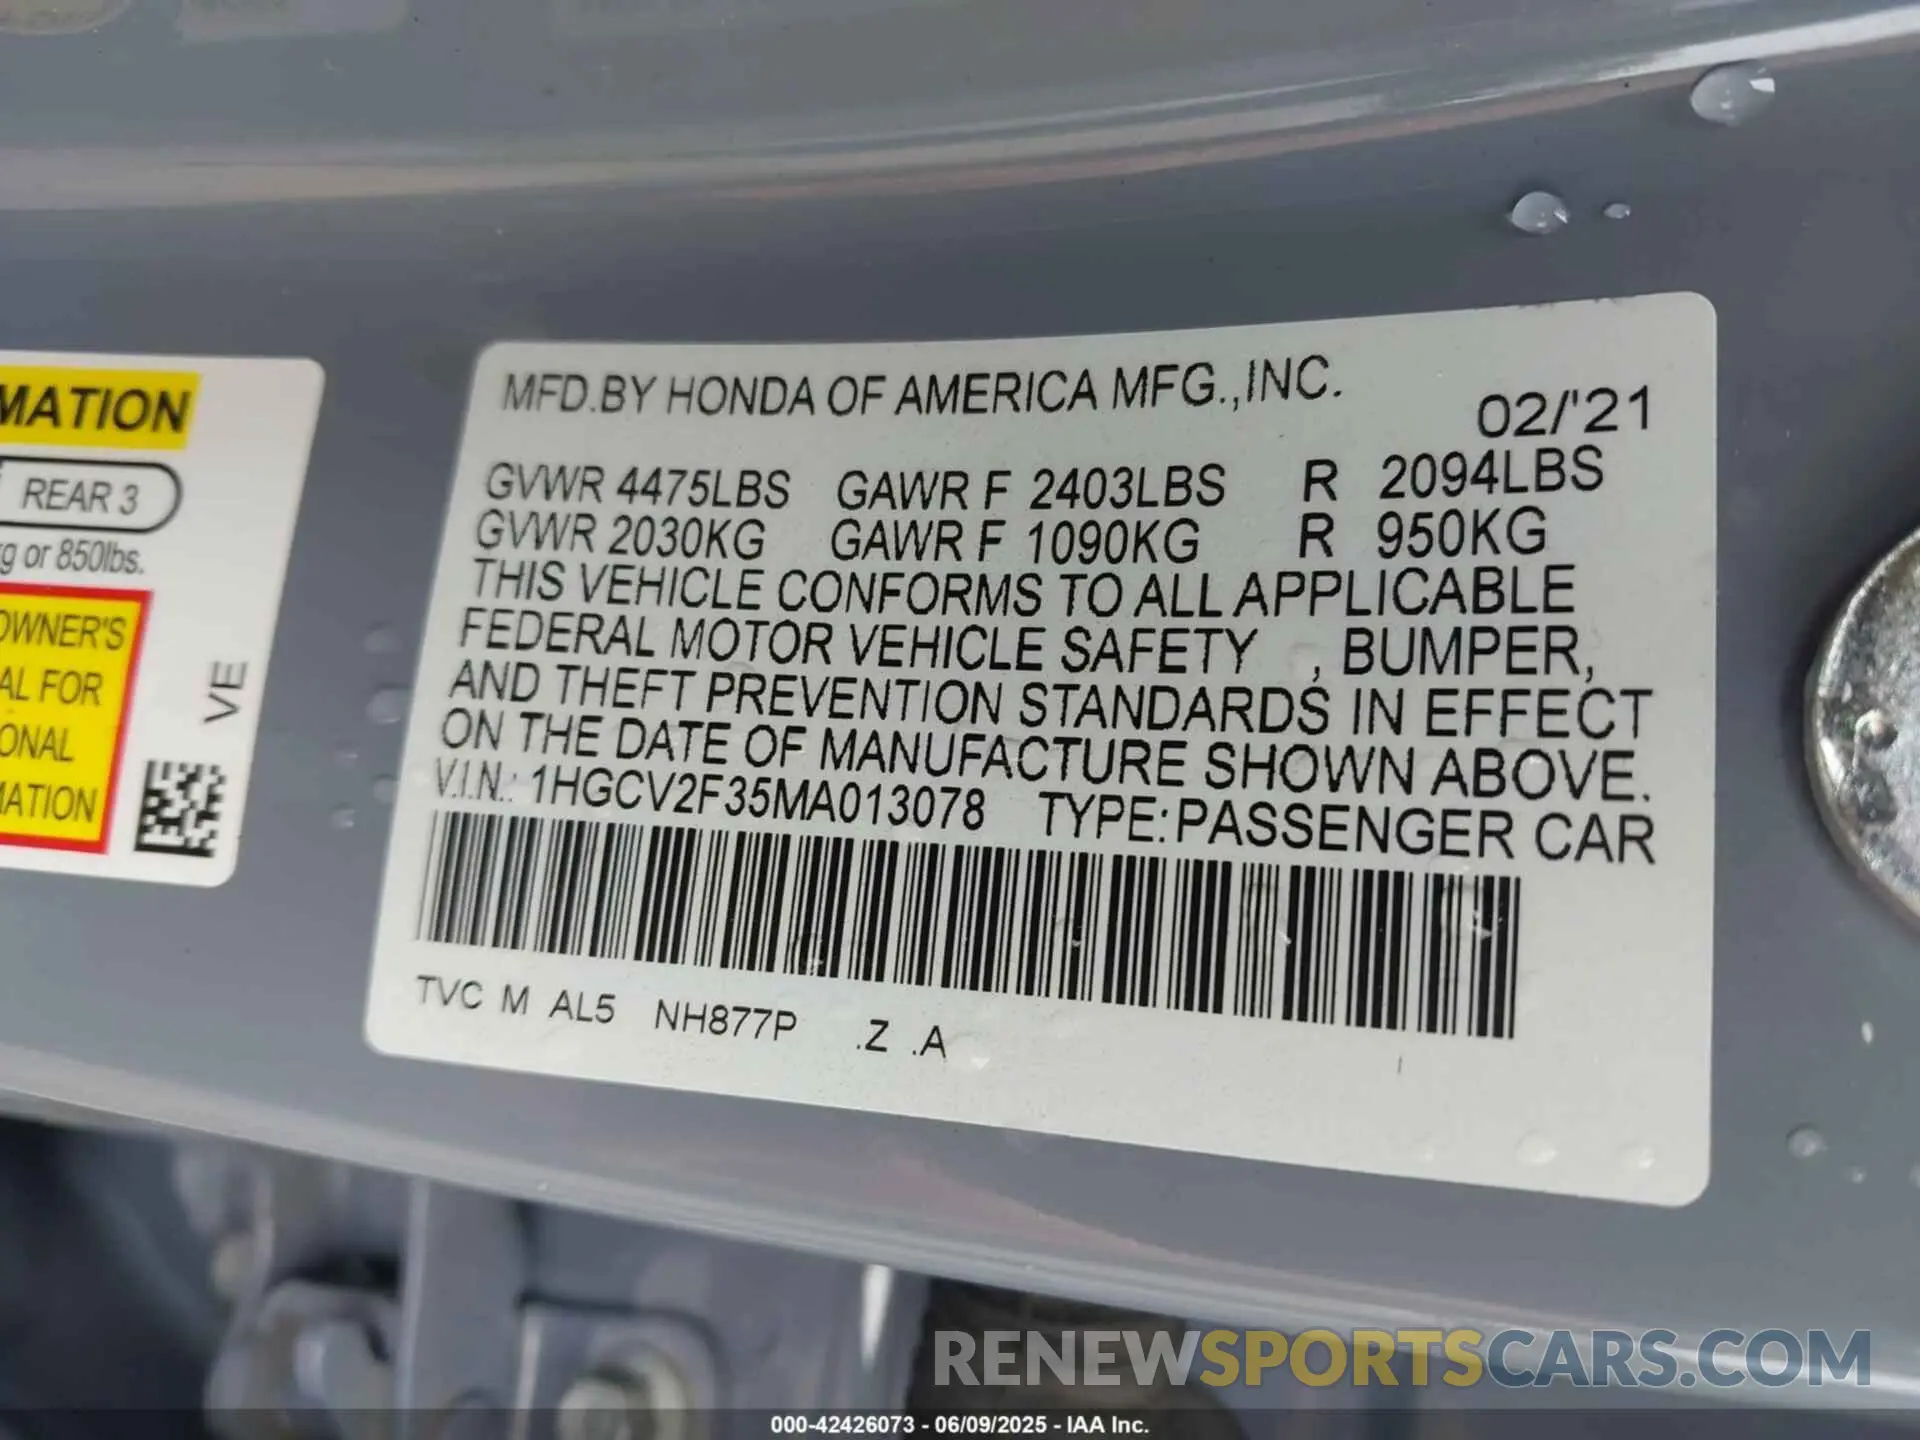 MATION
REAR 3
g or 850lbs.
OWNER'S
AL FOR
ONAL
MATION
VE
MFD.BY HONDA OF AMERICA MFG.,INC.
02/'21
GVWR 4475LBS GAWR F 2403LBS R 2094LBS
GVWR 2030KG GAWR F 1090KG R 950KG
THIS VEHICLE CONFORMS TO ALL APPLICABLE
FEDERAL MOTOR VEHICLE SAFETY , BUMPER,
AND THEFT PREVENTION STANDARDS IN EFFECT
ON THE DATE OF MANUFACTURE SHOWN ABOVE.
V.I.N.: 1HGCV2F35MA013078 TYPE:PASSENGER CAR
TVC M AL5 NH877P .Z .A
RENEWSPORTSCARS.COM
000-42426073 - 06/09/2025 - IAA Inc.